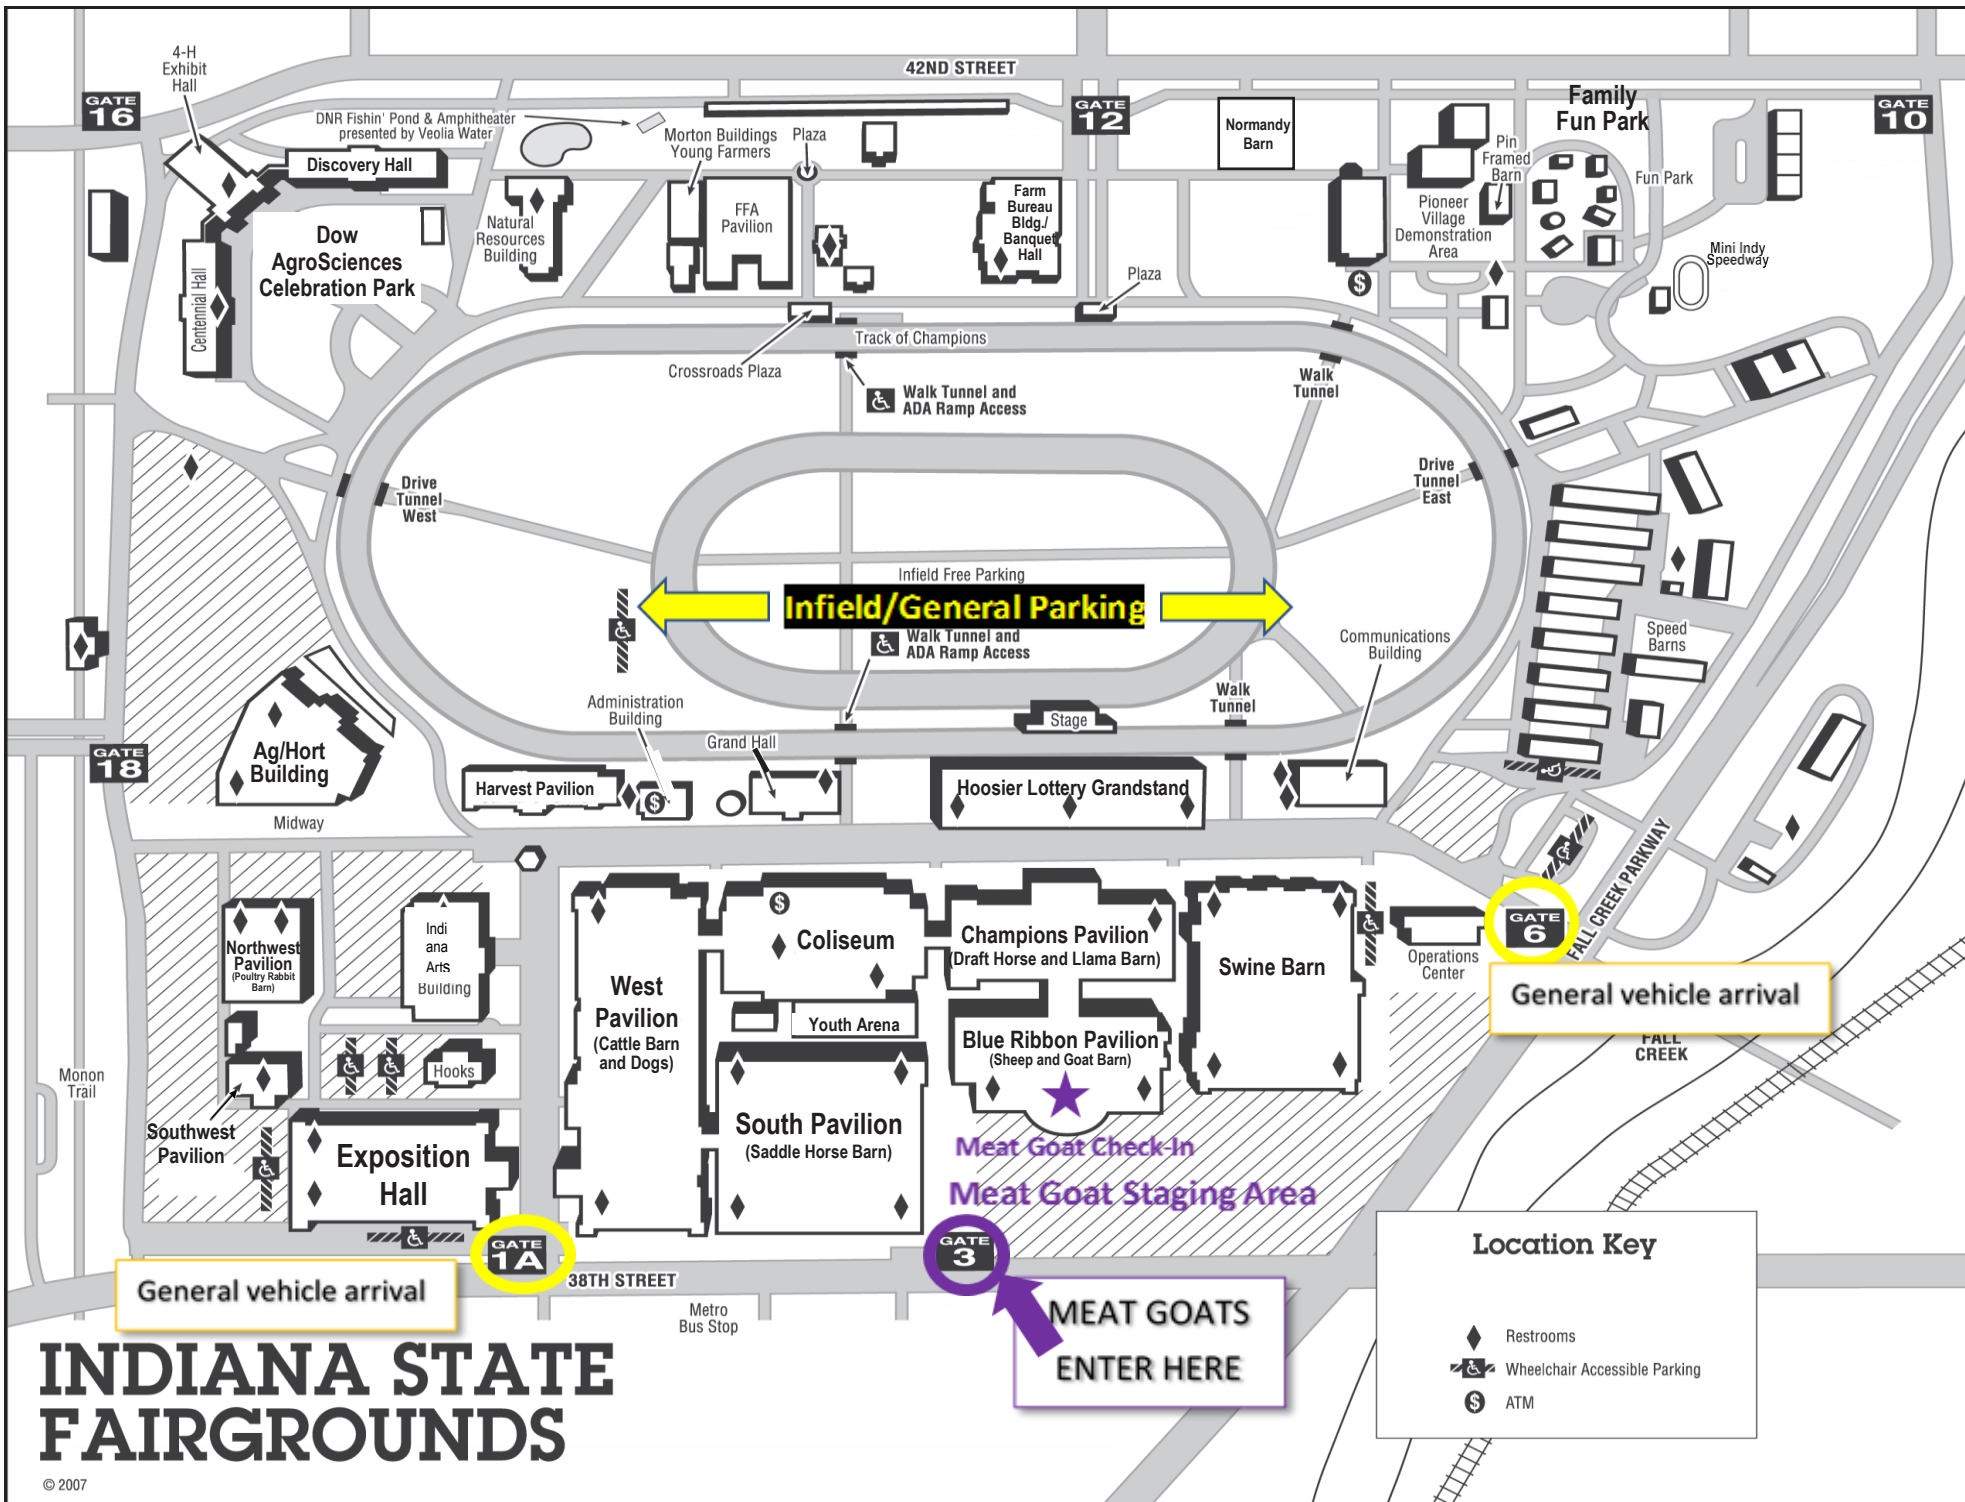 42ND STREET
4-H
Exhibit
Hall
GATE
16
DNR Fishin' Pond & Amphitheater
presented by Veolia Water
Morton Buildings
Young Farmers
Plaza
GATE
12
Normandy
Barn
Family
Fun Park
GATE
10
Discovery Hall
Pin
Framed
Barn
Fun Park
Natural
Resources
Building
FFA
Pavilion
Farm
Bureau
Bldg./
Banquet
Hall
Pioneer
Village
Demonstration
Area
Mini Indy
Speedway
Dow
AgroSciences
Celebration Park
Centennial Hall
Plaza
$
Track of Champions
Crossroads Plaza
Walk Tunnel and
ADA Ramp Access
Walk
Tunnel
Drive
Tunnel
West
Drive
Tunnel
East
Infield Free Parking
Infield/General Parking
Walk Tunnel and
ADA Ramp Access
Communications
Building
Speed
Barns
Administration
Building
Walk
Tunnel
Stage
Grand Hall
Ag/Hort
Building
GATE
18
Harvest Pavilion
$
Hoosier Lottery Grandstand
Midway
FALL CREEK PARKWAY
Northwest
Pavilion
(Poultry Rabbit
Barn)
Indi
ana
Arts
Building
$
Coliseum
Champions Pavilion
(Draft Horse and Llama Barn)
Swine Barn
Operations
Center
GATE
6
General vehicle arrival
FALL
CREEK
West
Pavilion
(Cattle Barn
and Dogs)
Youth Arena
Blue Ribbon Pavilion
(Sheep and Goat Barn)
Hooks
Monon
Trail
Southwest
Pavilion
Exposition
Hall
South Pavilion
(Saddle Horse Barn)
Meat Goat Check-In
Meat Goat Staging Area
GATE
1A
GATE
3
General vehicle arrival
38TH STREET
Metro
Bus Stop
MEAT GOATS
ENTER HERE
Location Key
Restrooms
Wheelchair Accessible Parking
$ ATM
INDIANA STATE
FAIRGROUNDS
© 2007